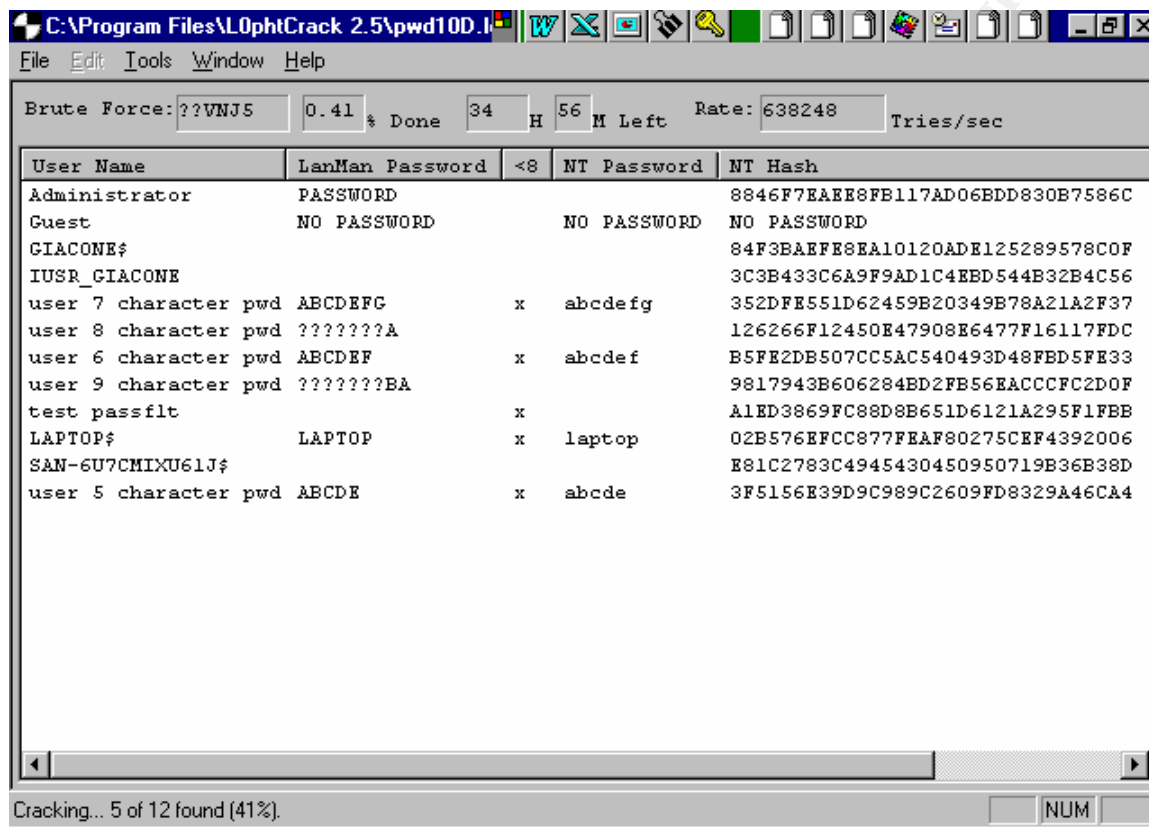 C:\Program Files\L0phtCrack 2.5\pwd10D.l
File Edit Tools Window Help
Brute Force: ??VNJ5 0.41 % Done 34 H 56 M Left Rate: 638248 Tries/sec
User Name LanMan Password <8 NT Password NT Hash
Administrator PASSWORD 8846F7EAEE8FB117AD06BDD830B7586C
Guest NO PASSWORD NO PASSWORD NO PASSWORD
GIACONE$ 84F3BAEFE8EA10120ADE125289578C0F
IUSR_GIACONE 3C3B433C6A9F9AD1C4EBD544B32B4C56
user 7 character pwd ABCDEFG x abcdefg 352DFE551D62459B20349B78A21A2F37
user 8 character pwd ???????A 126266F12450E47908E6477F16117FDC
user 6 character pwd ABCDEF x abcdef B5FE2DB507CC5AC540493D48FBD5FE33
user 9 character pwd ???????BA 9817943B606284BD2FB56EACCCFC2D0F
test passflt x A1ED3869FC88D8B651D6121A295F1FBB
LAPTOP$ LAPTOP x laptop 02B576EFCC877FEAF80275CEF4392006
SAN-6U7CMIXU61J$ E81C2783C4945430450950719B36B38D
user 5 character pwd ABCDE x abcde 3F5156E39D9C989C2609FD8329A46CA4
Cracking... 5 of 12 found (41%). NUM